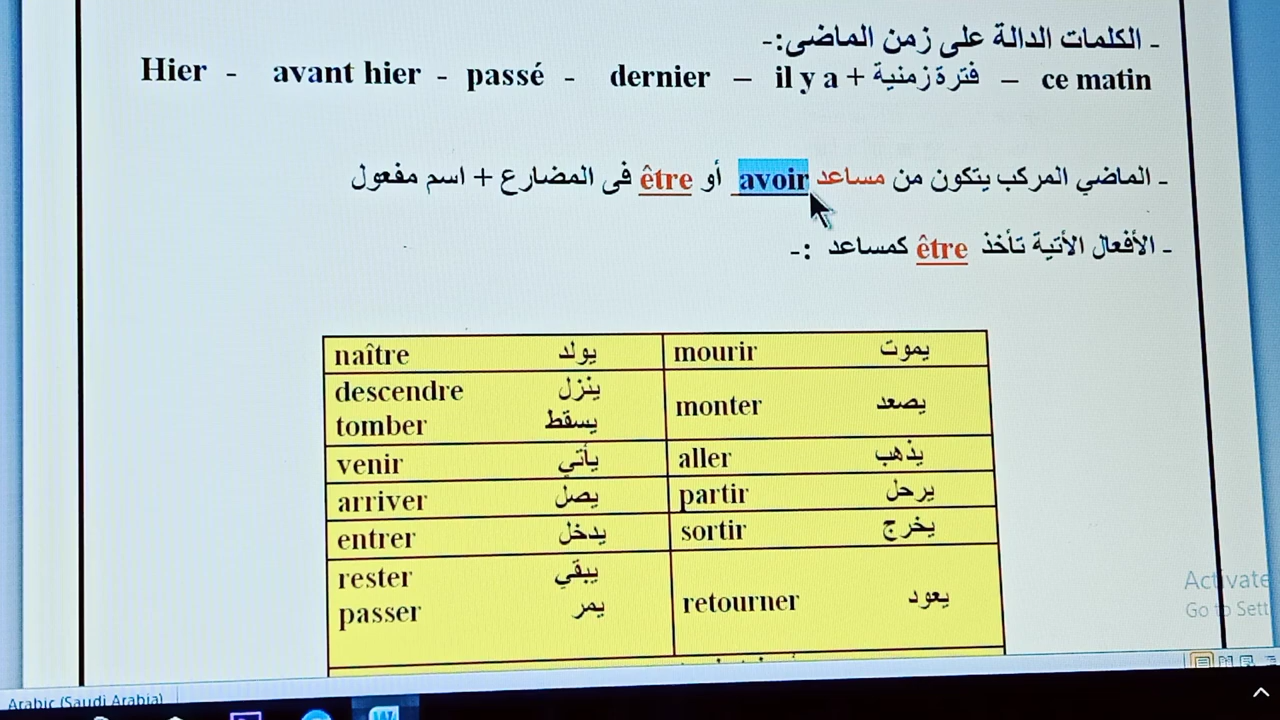 - الكلمات الدالة على زمن الماضى:-
Hier - avant hier - passé - dernier – il y a + فترة زمنية – ce matin
- الماضي المركب يتكون من مساعد avoir أو être فى المضارع + اسم مفعول
- الأفعال الأتية تأخذ être كمساعد :-
naître يولد mourir يموت
descendre ينزل
tomber يسقط
monter يصعد
venir يأتي aller يذهب
arriver يصل partir يرحل
entrer يدخل sortir يخرج
rester يبقي
passer يمر
retourner يعود
Activate
Go to Sett
Arabic (Saudi Arabia)